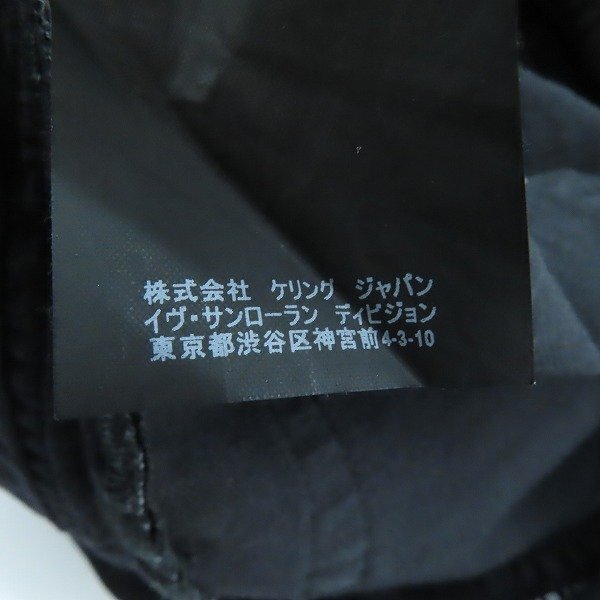 株式会社 ケリング ジャパン
イヴ・サンローラン ディビジョン
東京都渋谷区神宮前4-3-10